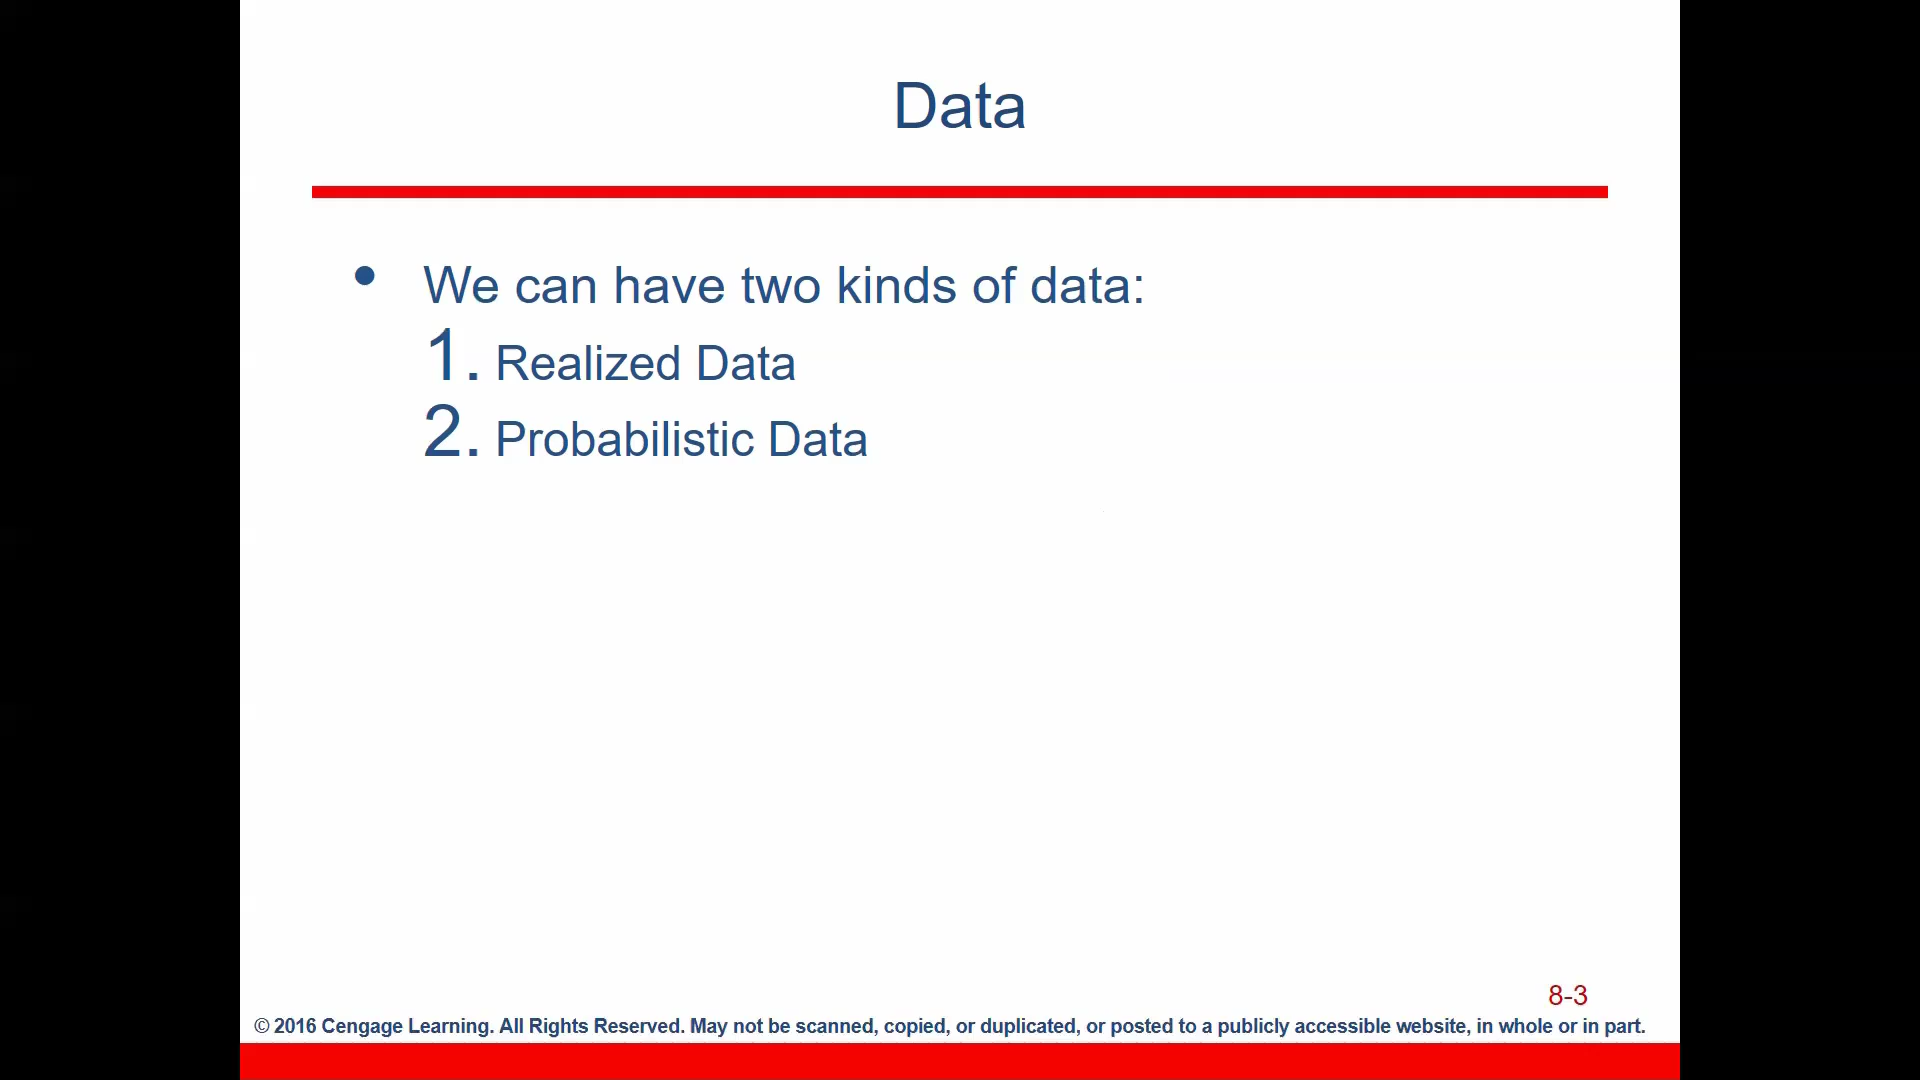 Data
• We can have two kinds of data:
1. Realized Data
2. Probabilistic Data
8-3
© 2016 Cengage Learning. All Rights Reserved. May not be scanned, copied, or duplicated, or posted to a publicly accessible website, in whole or in part.